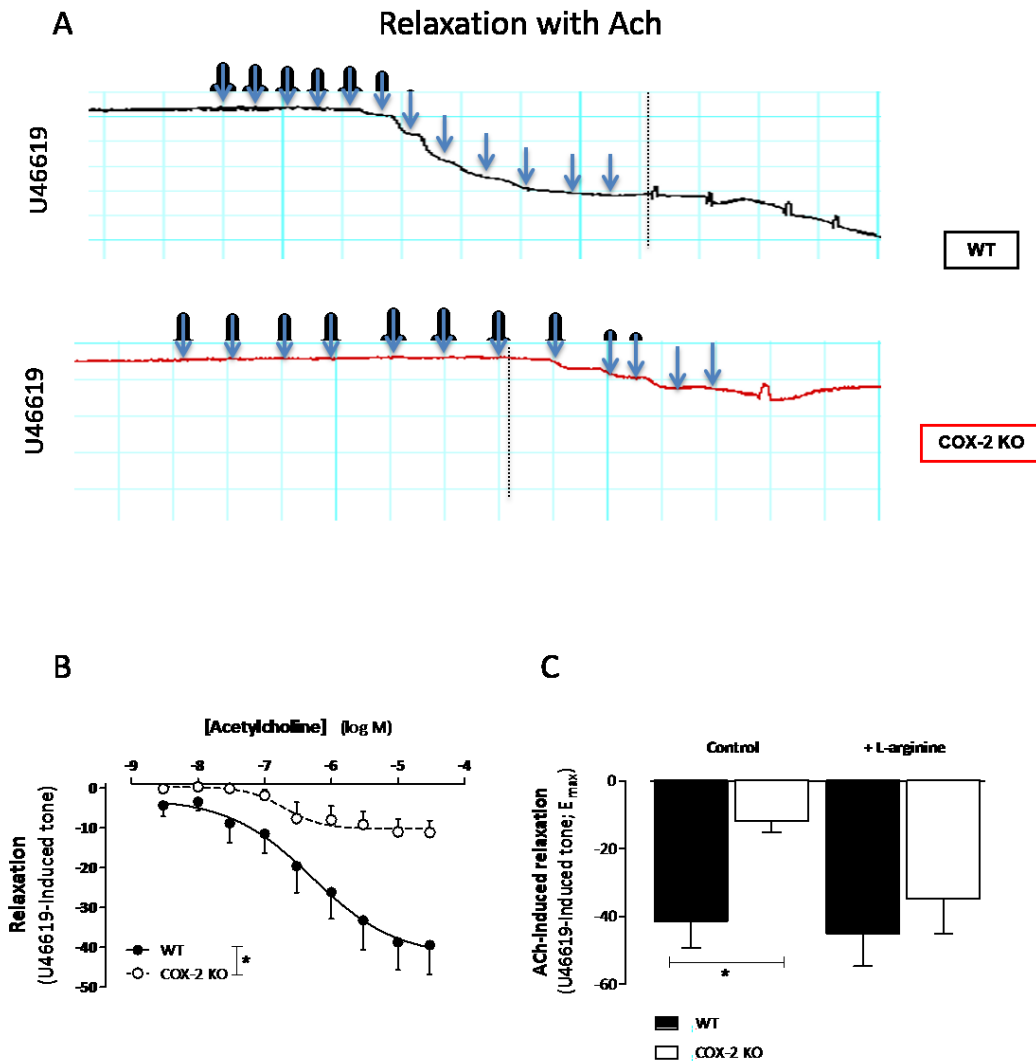 A
Relaxation with Ach
U46619
WT
U46619
COX-2 KO
B
[Acetylcholine] (log M)
-9 -8 -7 -6 -5 -4
0
-10
-20
-30
-40
-50
Relaxation
(U46619-Induced tone)
WT
COX-2 KO
*
C
Control + L-arginine
0
-20
-40
-60
ACh-Induced relaxation
(U46619-Induced tone; E max)
*
WT
COX-2 KO